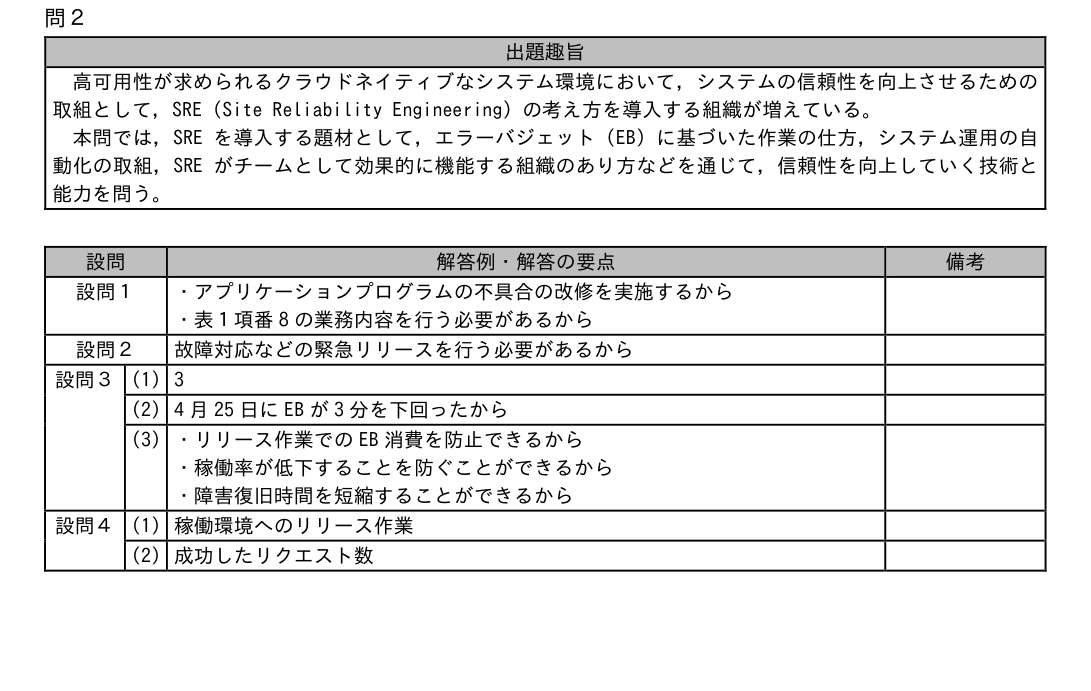 問２
出題趣旨
高可用性が求められるクラウドネイティブなシステム環境において，システムの信頼性を向上させるための
取組として，SRE（Site Reliability Engineering）の考え方を導入する組織が増えている。
本問では，SRE を導入する題材として，エラーバジェット（EB）に基づいた作業の仕方，システム運用の自
動化の取組，SRE がチームとして効果的に機能する組織のあり方などを通じて，信頼性を向上していく技術と
能力を問う。
設問 解答例・解答の要点 備考
設問１ ・アプリケーションプログラムの不具合の改修を実施するから
・表１項番８の業務内容を行う必要があるから
設問２ 故障対応などの緊急リリースを行う必要があるから
設問３ (1) 3
(2) 4 月 25 日に EB が 3 分を下回ったから
(3) ・リリース作業での EB 消費を防止できるから
・稼働率が低下することを防ぐことができるから
・障害復旧時間を短縮することができるから
設問４ (1) 稼働環境へのリリース作業
(2) 成功したリクエスト数